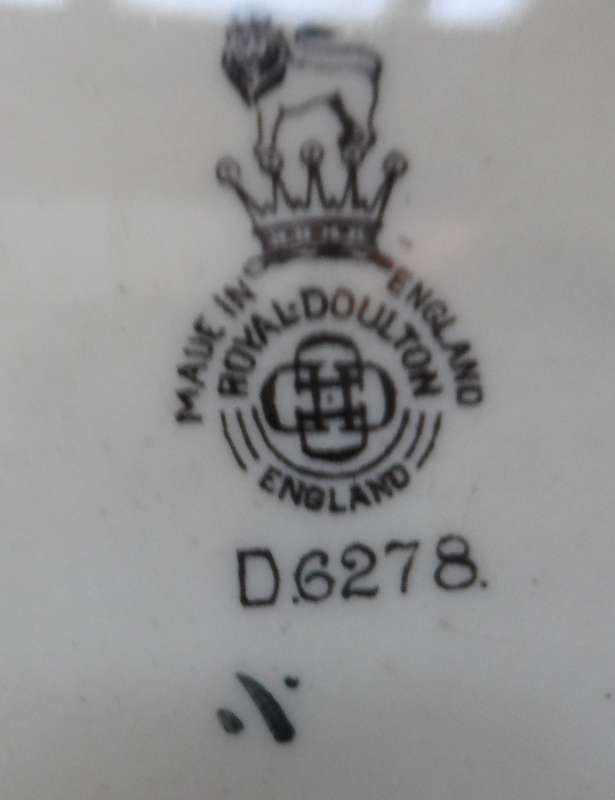 MADE IN ENGLAND
ROYAL-DOULTON
ENGLAND
D.6278.